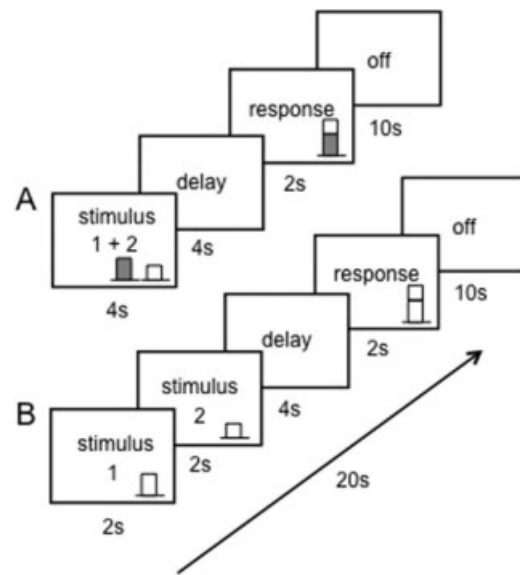 A
stimulus
1 + 2
4s
delay
4s
response
2s
off
10s
B
stimulus
1
2s
stimulus
2
2s
delay
4s
response
2s
off
10s
20s